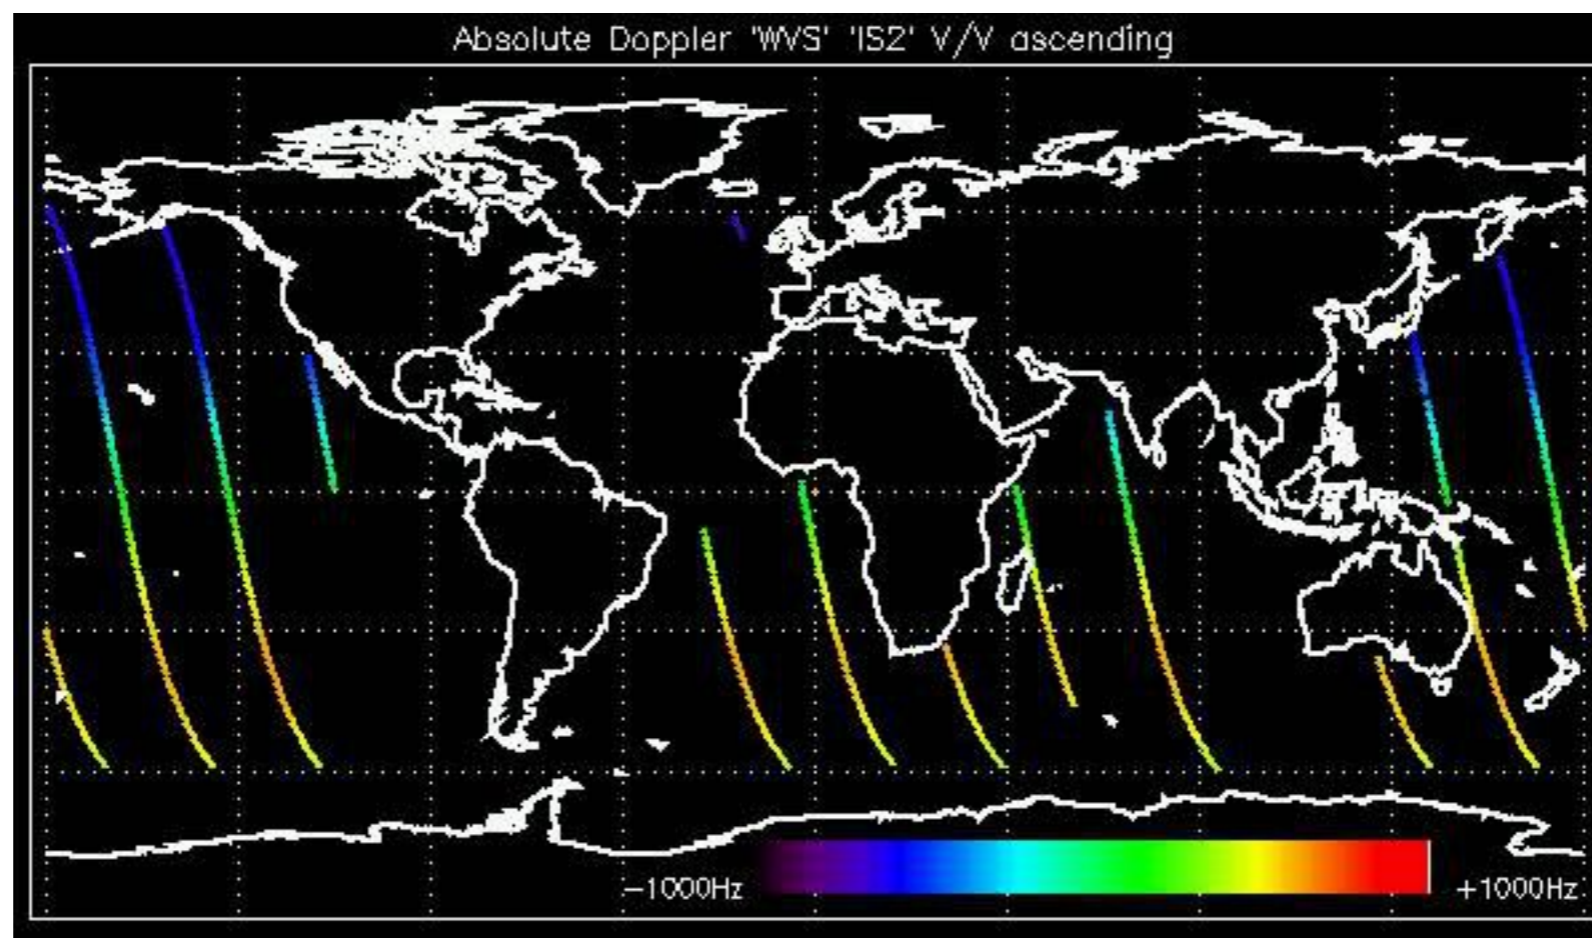 Absolute Doppler 'WVS' 'IS2' V/V ascending
-1000Hz +1000Hz